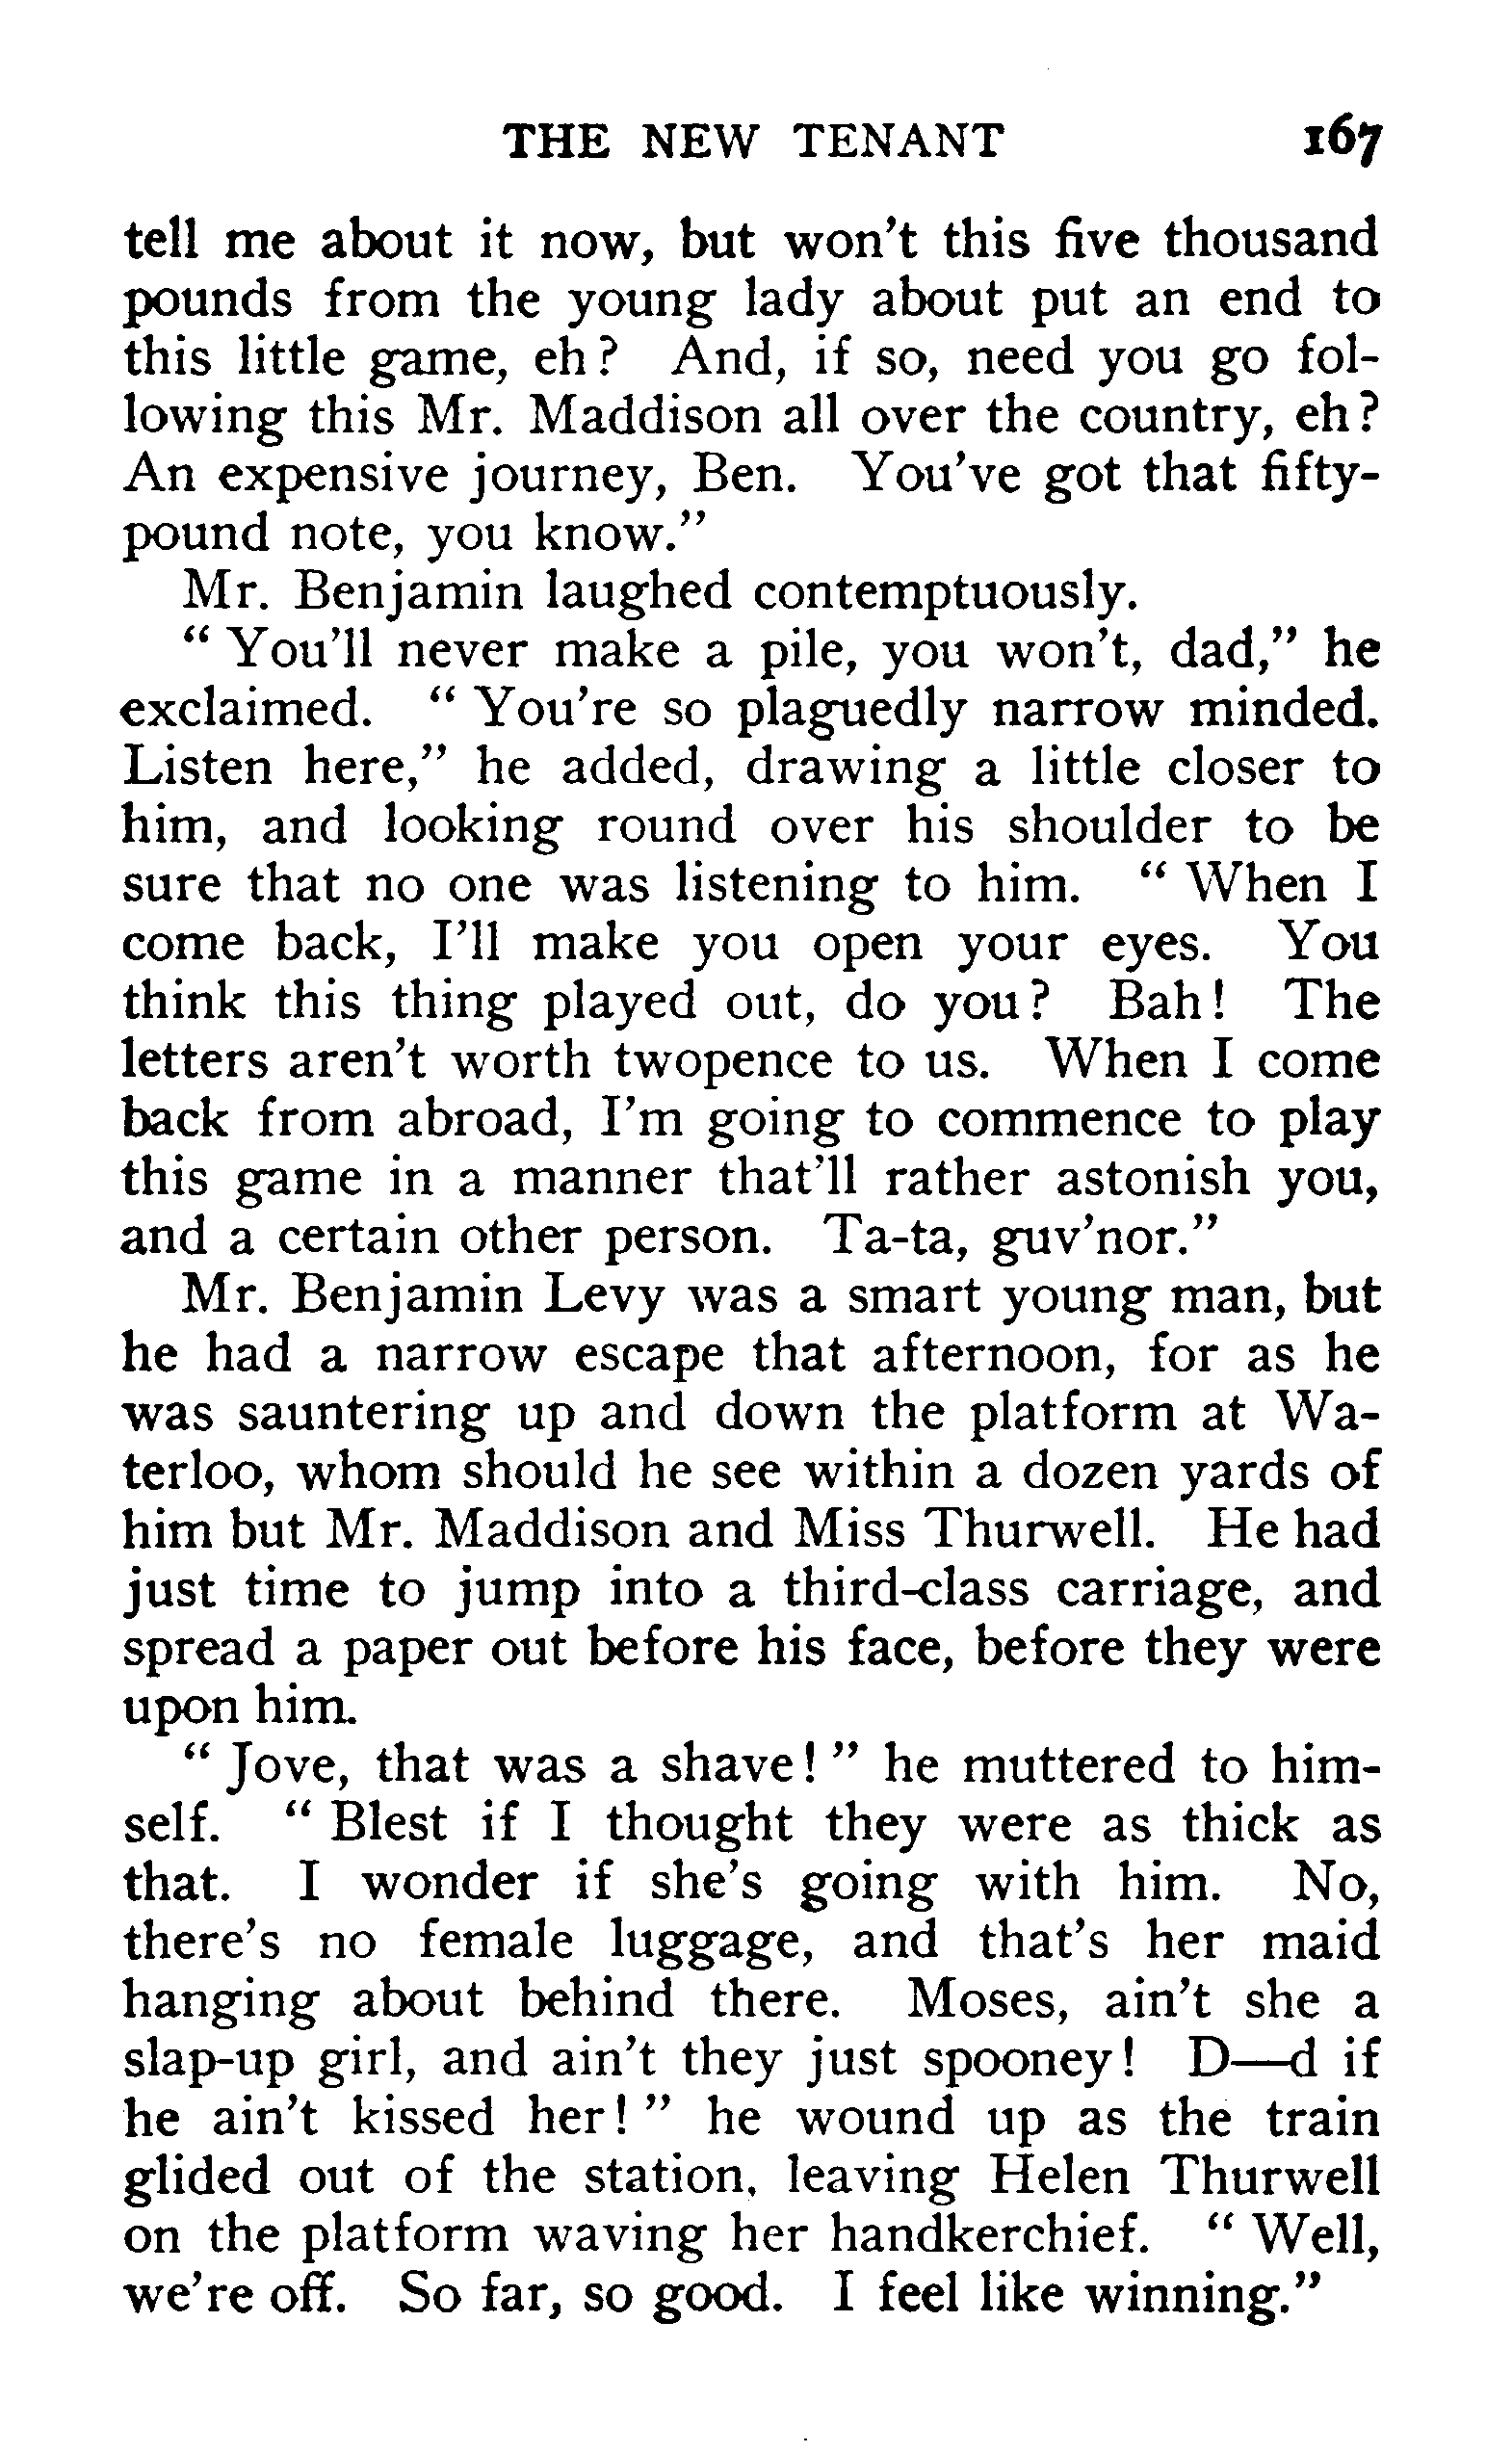 THE NEW TENANT 167
tell me about it now, but won't this five thousand
pounds from the young lady about put an end to
this little game, eh? And, if so, need you go fol-
lowing this Mr. Maddison all over the country, eh?
An expensive journey, Ben. You've got that fifty-
pound note, you know."
Mr. Benjamin laughed contemptuously.
"You'll never make a pile, you won't, dad," he
exclaimed. "You're so plaguedly narrow minded.
Listen here," he added, drawing a little closer to
him, and looking round over his shoulder to be
sure that no one was listening to him. "When I
come back, I'll make you open your eyes. You
think this thing played out, do you? Bah! The
letters aren't worth twopence to us. When I come
back from abroad, I'm going to commence to play
this game in a manner that'll rather astonish you,
and a certain other person. Ta-ta, guv'nor."
Mr. Benjamin Levy was a smart young man, but
he had a narrow escape that afternoon, for as he
was sauntering up and down the platform at Wa-
terloo, whom should he see within a dozen yards of
him but Mr. Maddison and Miss Thurwell. He had
just time to jump into a third-class carriage, and
spread a paper out before his face, before they were
upon him.
"Jove, that was a shave!" he muttered to him-
self. "Blest if I thought they were as thick as
that. I wonder if she's going with him. No,
there's no female luggage, and that's her maid
hanging about behind there. Moses, ain't she a
slap-up girl, and ain't they just spooney! D—d if
he ain't kissed her!" he wound up as the train
glided out of the station, leaving Helen Thurwell
on the platform waving her handkerchief. "Well,
we're off. So far, so good. I feel like winning."